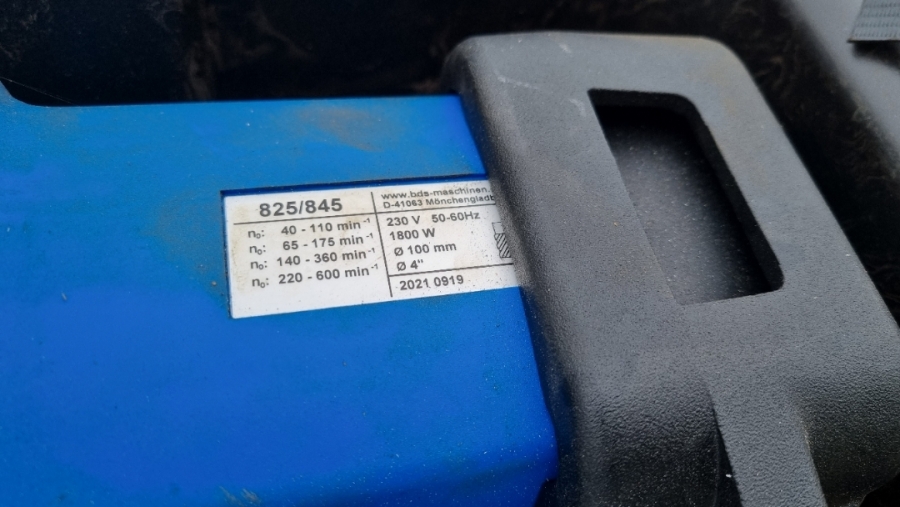 825/845
n₀: 40 - 110 min⁻¹
n₀: 65 - 175 min⁻¹
n₀: 140 - 360 min⁻¹
n₀: 220 - 600 min⁻¹
www.bds-maschinen.
D-41063 Mönchengladb
230 V 50-60Hz
1800 W
Ø 100 mm
Ø 4"
2021 0919